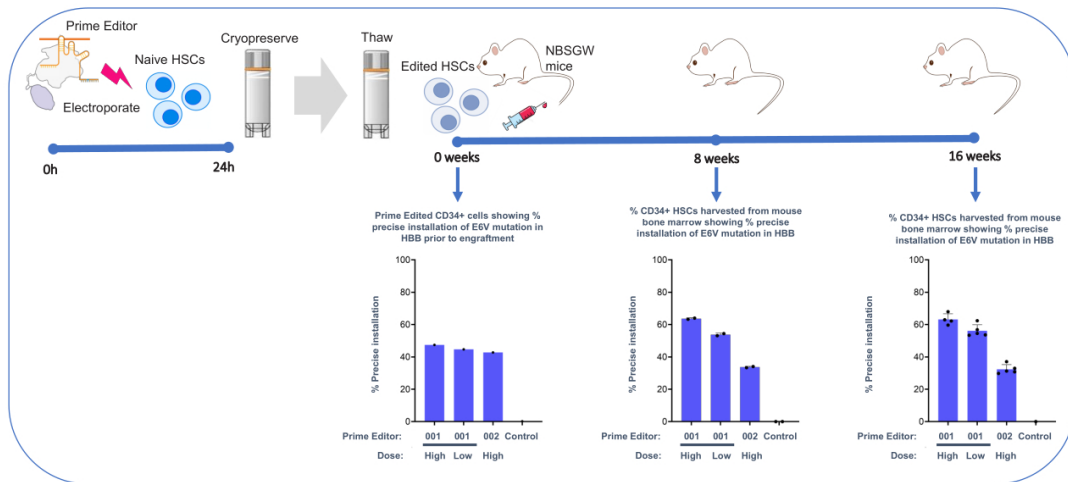 Prime Editor
Electroporate
Naive HSCs
Cryopreserve
Thaw
Edited HSCs
NBSGW
mice
0h
24h
0 weeks
8 weeks
16 weeks
Prime Edited CD34+ cells showing %
precise installation of E6V mutation in
HBB prior to engraftment
% Precise installation
100
80
60
40
20
0
Prime Editor: 001 001 002 Control
Dose: High Low High
% CD34+ HSCs harvested from mouse
bone marrow showing % precise
installation of E6V mutation in HBB
% Precise installation
100
80
60
40
20
0
Prime Editor: 001 001 002 Control
Dose: High Low High
% CD34+ HSCs harvested from mouse
bone marrow showing % precise
installation of E6V mutation in HBB
% Precise installation
100
80
60
40
20
0
Prime Editor: 001 001 002 Control
Dose: High Low High